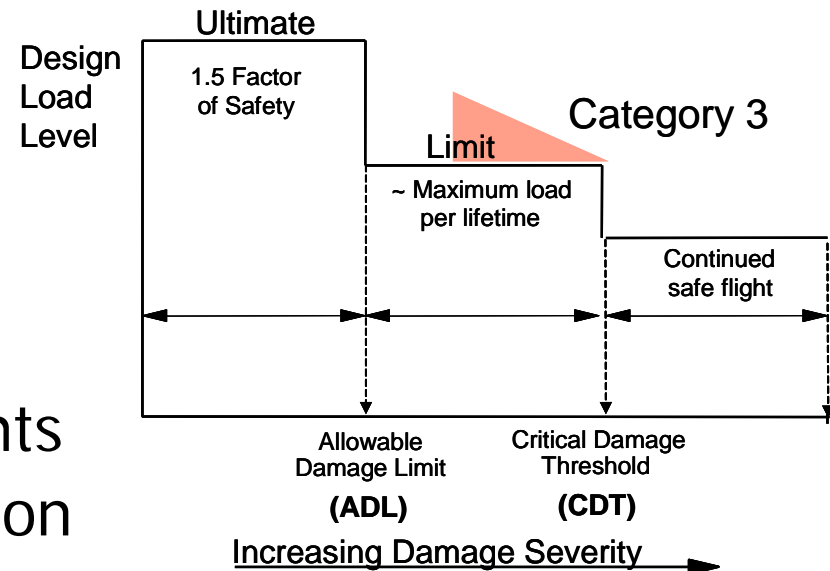 Ultimate
Design
Load
Level
1.5 Factor
of Safety
Category 3
Limit
~ Maximum load
per lifetime
Continued
safe flight
nts
on
Allowable
Damage Limit
(ADL)
Critical Damage
Threshold
(CDT)
Increasing Damage Severity